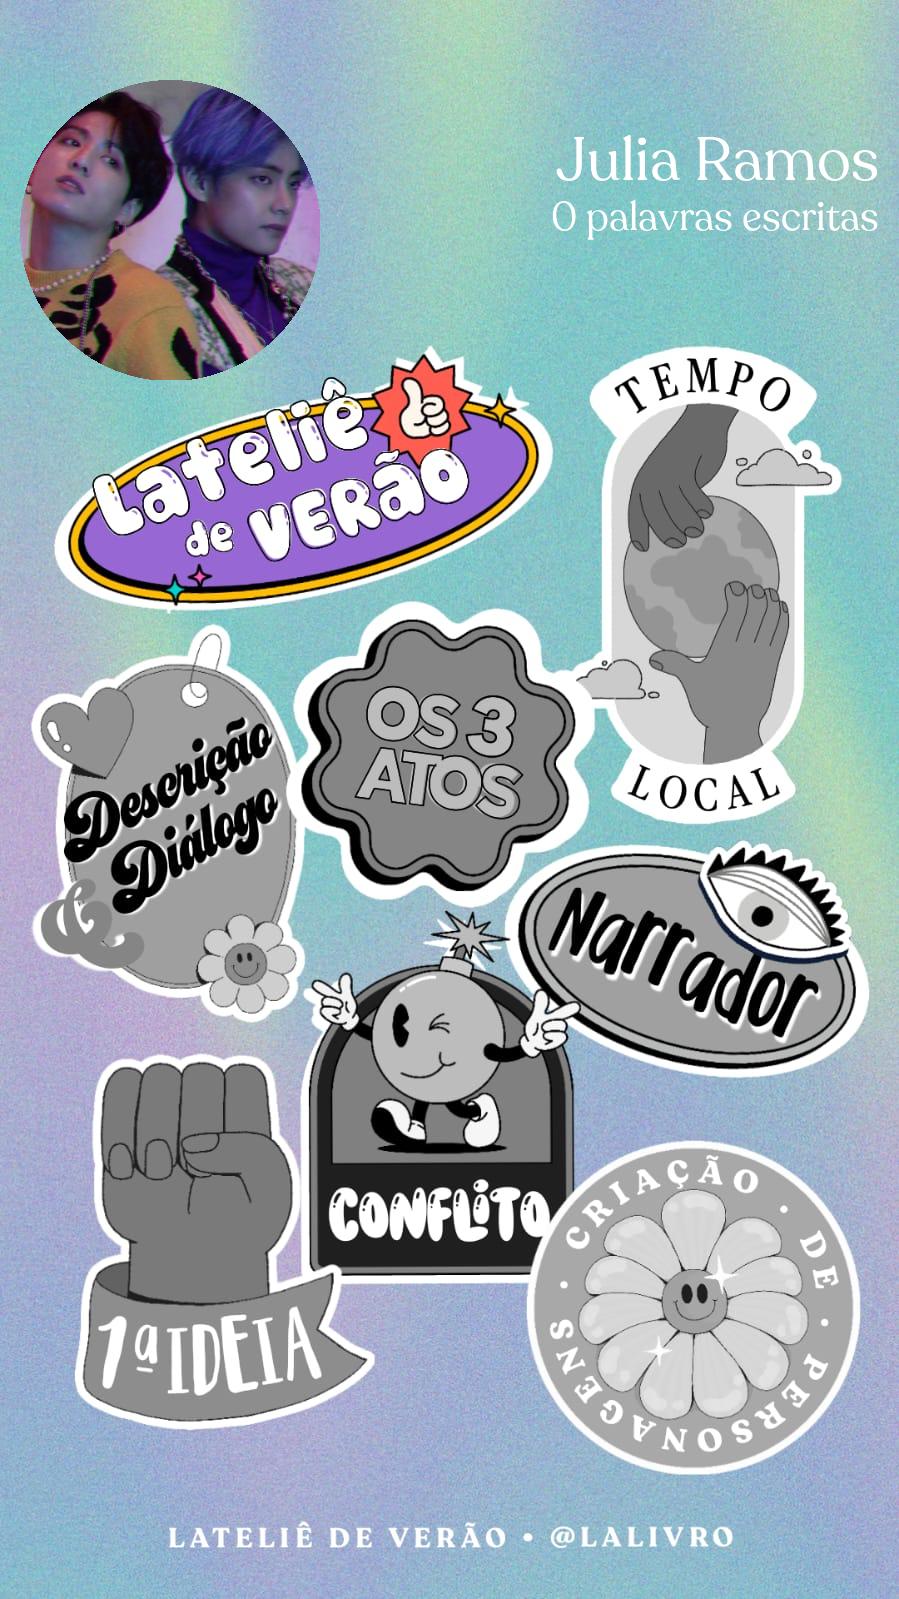 Julia Ramos
0 palavras escritas
Lateliê
de VERÃO
TEMPO
LOCAL
OS 3
ATOS
Descrição
&
Diálogo
Narrador
CONFLITO
1ª IDEIA
CRIAÇÃO • DE • PERSONAGENS •
LATELIÊ DE VERÃO • @LALIVRO